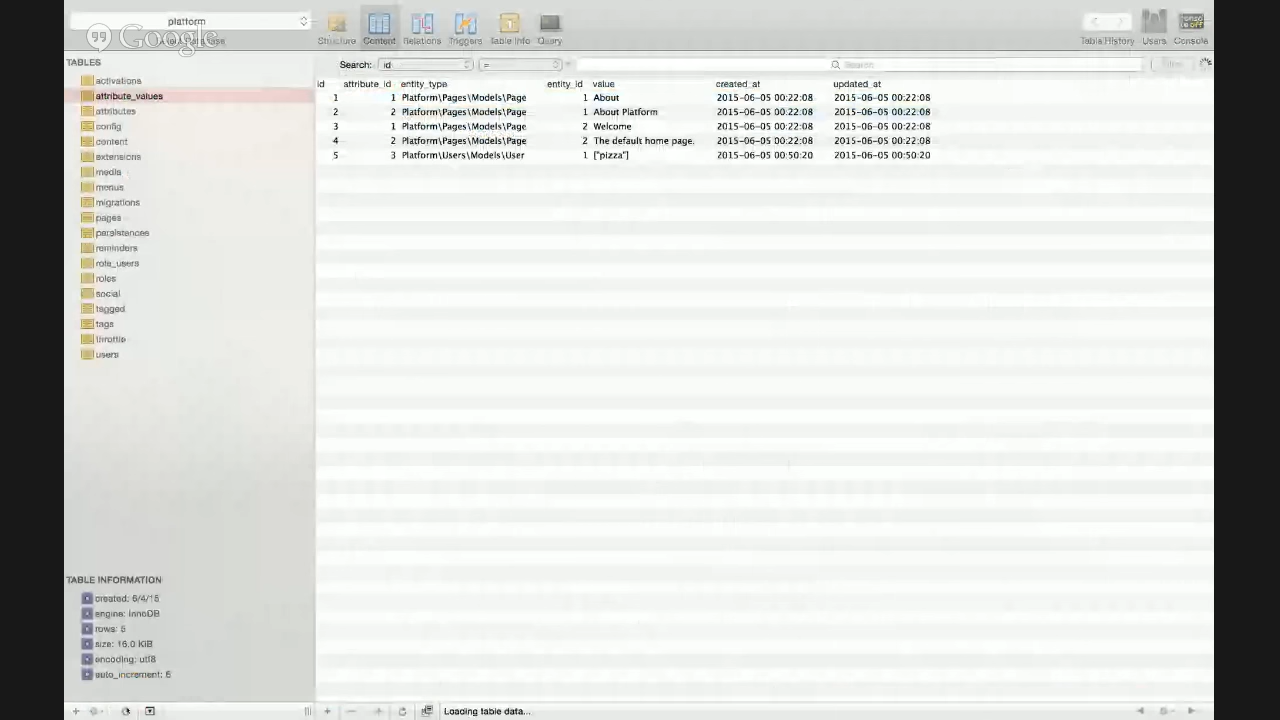 platform
Google
Select Database
Structure
Content
Relations
Triggers
Table Info
Query
Table History
Users
Console
TABLES
Search: id =
Search
activations
attribute_values
attributes
config
content
extensions
media
menus
migrations
pages
persistences
reminders
role_users
roles
social
tagged
tags
throttle
users
id attribute_id entity_type entity_id value created_at updated_at
1 1 Platform\Pages\Models\Page 1 About 2015-06-05 00:22:08 2015-06-05 00:22:08
2 2 Platform\Pages\Models\Page 1 About Platform 2015-06-05 00:22:08 2015-06-05 00:22:08
3 1 Platform\Pages\Models\Page 2 Welcome 2015-06-05 00:22:08 2015-06-05 00:22:08
4 2 Platform\Pages\Models\Page 2 The default home page. 2015-06-05 00:22:08 2015-06-05 00:22:08
5 3 Platform\Users\Models\User 1 ["pizza"] 2015-06-05 00:50:20 2015-06-05 00:50:20
TABLE INFORMATION
created: 6/4/15
engine: InnoDB
rows: 5
size: 16.0 KiB
encoding: utf8
auto_increment: 6
Loading table data...